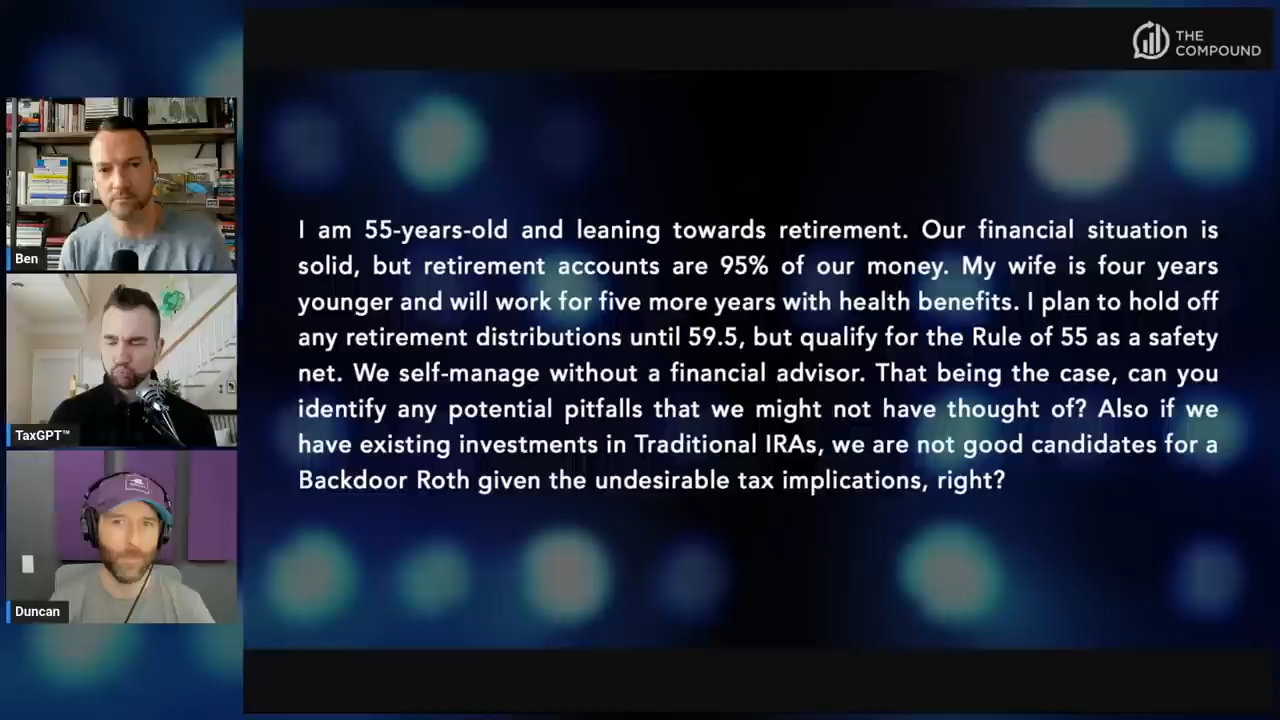 THE
COMPOUND
Ben
TaxGPT™
Duncan
I am 55-years-old and leaning towards retirement. Our financial situation is
solid, but retirement accounts are 95% of our money. My wife is four years
younger and will work for five more years with health benefits. I plan to hold off
any retirement distributions until 59.5, but qualify for the Rule of 55 as a safety
net. We self-manage without a financial advisor. That being the case, can you
identify any potential pitfalls that we might not have thought of? Also if we
have existing investments in Traditional IRAs, we are not good candidates for a
Backdoor Roth given the undesirable tax implications, right?